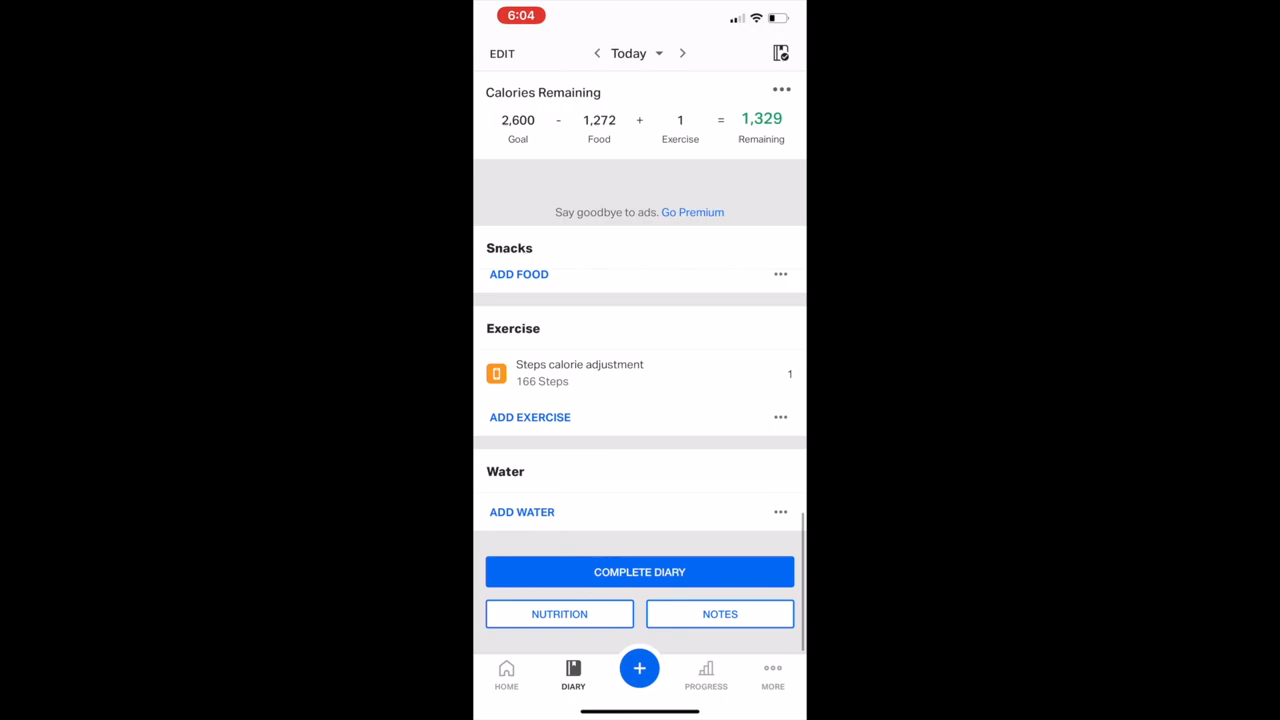 6:04
EDIT
Today
Calories Remaining
2,600 - 1,272 + 1 = 1,329
Goal Food Exercise Remaining
Say goodbye to ads. Go Premium
Snacks
ADD FOOD
Exercise
Steps calorie adjustment
166 Steps
1
ADD EXERCISE
Water
ADD WATER
COMPLETE DIARY
NUTRITION NOTES
HOME DIARY + PROGRESS MORE